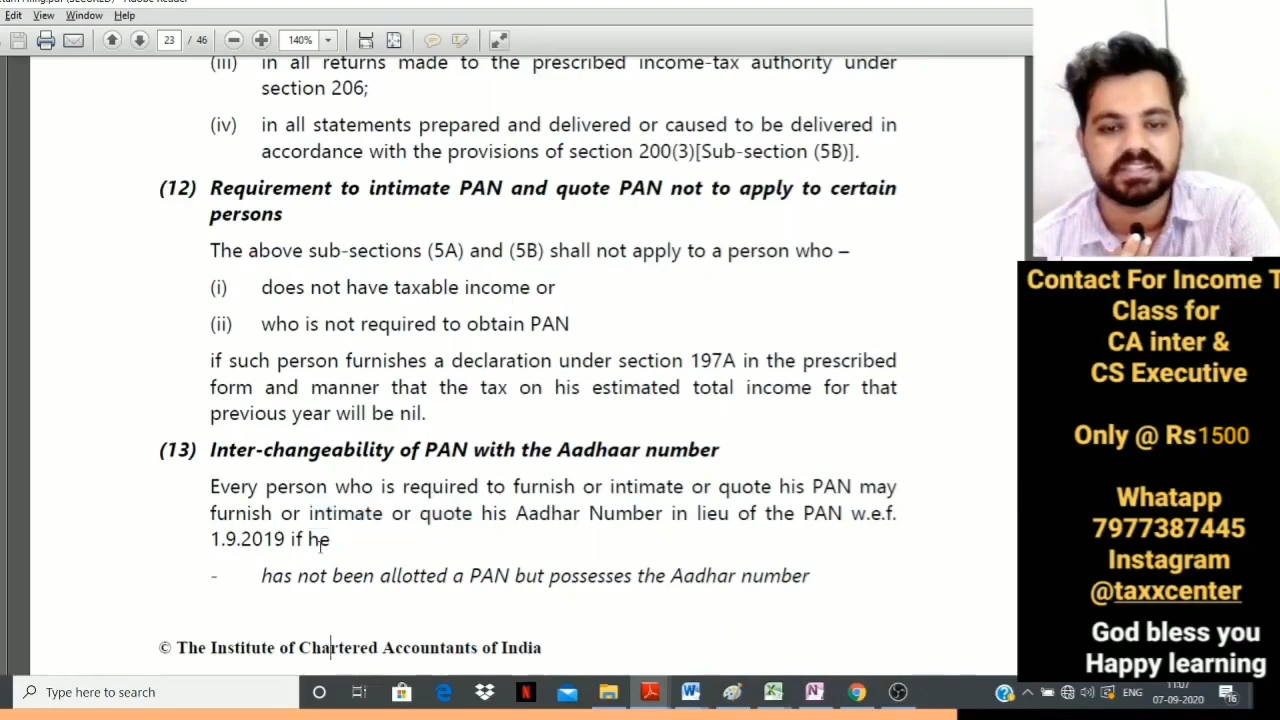 Edit View Window Help
23 / 46 140%
(iii) in all returns made to the prescribed income-tax authority under
section 206;
(iv) in all statements prepared and delivered or caused to be delivered in
accordance with the provisions of section 200(3)[Sub-section (5B)].
(12) Requirement to intimate PAN and quote PAN not to apply to certain
persons
The above sub-sections (5A) and (5B) shall not apply to a person who –
(i) does not have taxable income or
(ii) who is not required to obtain PAN
if such person furnishes a declaration under section 197A in the prescribed
form and manner that the tax on his estimated total income for that
previous year will be nil.
(13) Inter-changeability of PAN with the Aadhaar number
Every person who is required to furnish or intimate or quote his PAN may
furnish or intimate or quote his Aadhar Number in lieu of the PAN w.e.f.
1.9.2019 if he
- has not been allotted a PAN but possesses the Aadhar number
© The Institute of Chartered Accountants of India
Contact For Income T
Class for
CA inter &
CS Executive
Only @ Rs1500
Whatapp
7977387445
Instagram
@taxxcenter
God bless you
Happy learning
Type here to search
ENG
11:07
07-09-2020
16